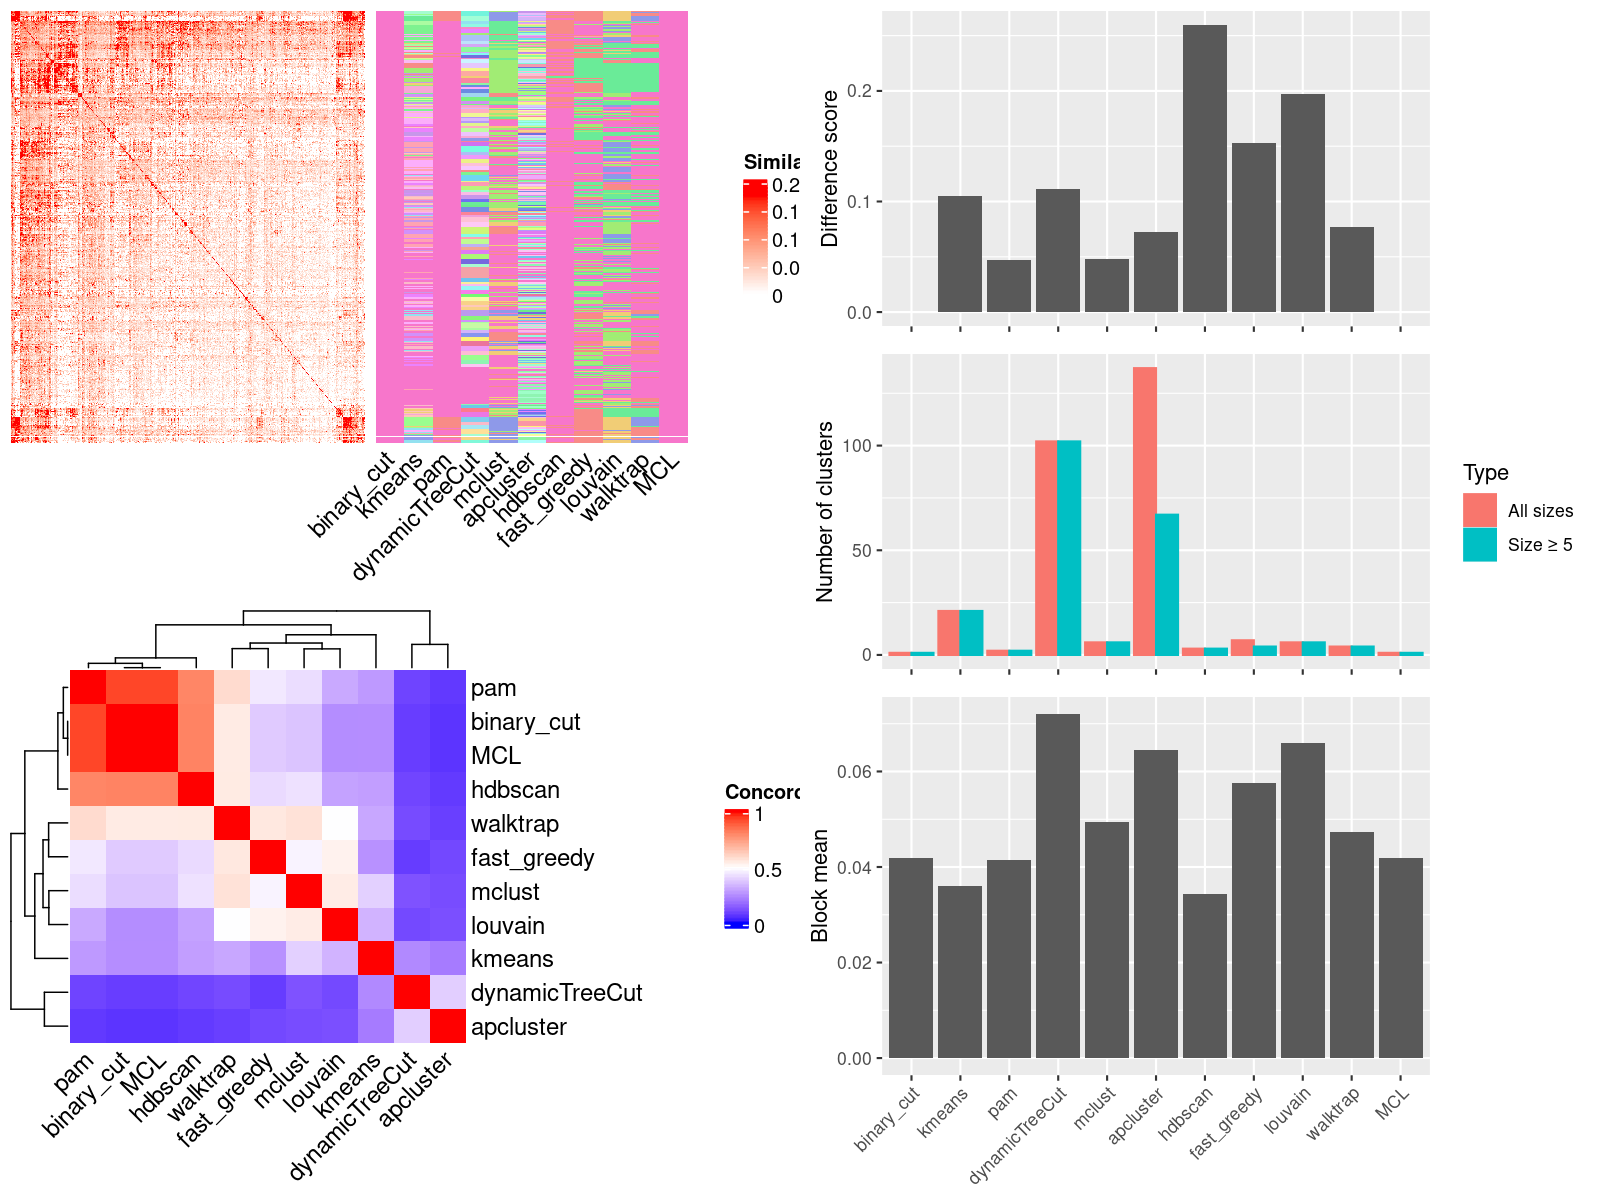 Simila
0.2
0.1
0.1
0.0
0
binary_cut
kmeans
pam
dynamicTreeCut
mclust
apcluster
hdbscan
fast_greedy
louvain
walktrap
MCL
pam
binary_cut
MCL
hdbscan
walktrap
fast_greedy
mclust
louvain
kmeans
dynamicTreeCut
apcluster
pam
binary_cut
MCL
hdbscan
walktrap
fast_greedy
mclust
louvain
kmeans
dynamicTreeCut
apcluster
Concord
1
0.5
0
Difference score
0.2
0.1
0.0
Number of clusters
100
50
0
Type
All sizes
Size ≥ 5
Block mean
0.06
0.04
0.02
0.00
binary_cut
kmeans
pam
dynamicTreeCut
mclust
apcluster
hdbscan
fast_greedy
louvain
walktrap
MCL